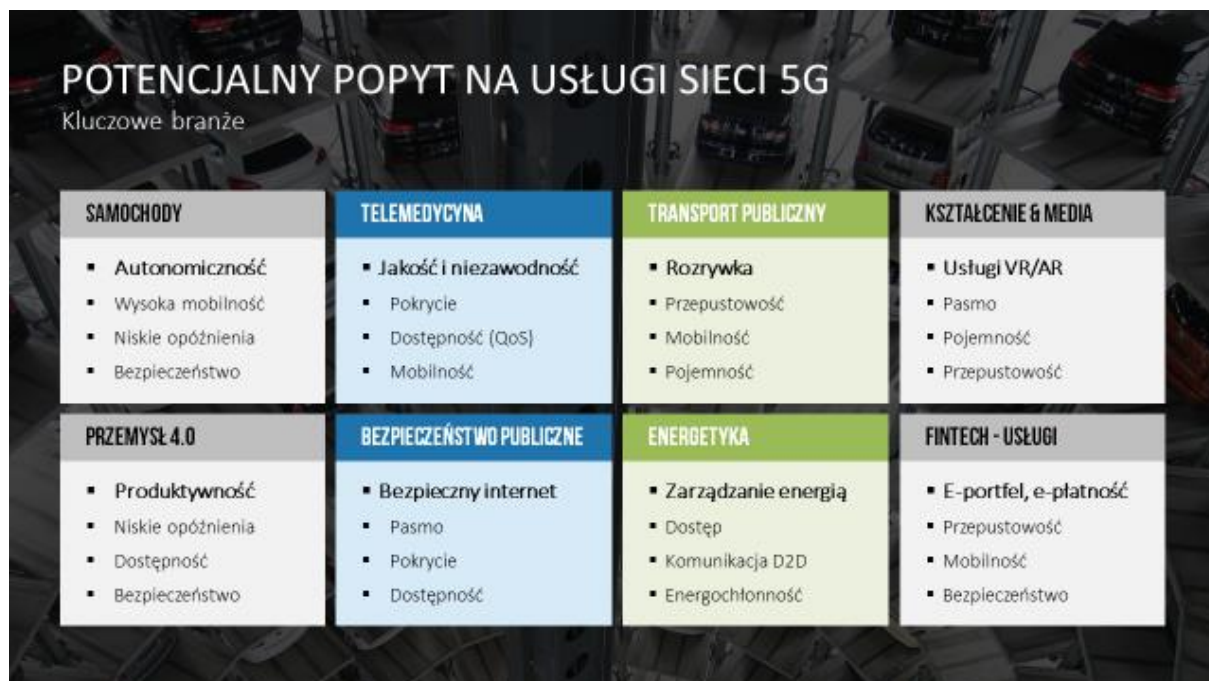 POTENCJALNY POPYT NA USŁUGI SIECI 5G
Kluczowe branże
SAMOCHODY
▪ Autonomiczność
▪ Wysoka mobilność
▪ Niskie opóźnienia
▪ Bezpieczeństwo
TELEMEDYCYNA
▪ Jakość i niezawodność
▪ Pokrycie
▪ Dostępność (QoS)
▪ Mobilność
TRANSPORT PUBLICZNY
▪ Rozrywka
▪ Przepustowość
▪ Mobilność
▪ Pojemność
KSZTAŁCENIE & MEDIA
▪ Usługi VR/AR
▪ Pasmo
▪ Pojemność
▪ Przepustowość
PRZEMYSŁ 4.0
▪ Produktywność
▪ Niskie opóźnienia
▪ Dostępność
▪ Bezpieczeństwo
BEZPIECZEŃSTWO PUBLICZNE
▪ Bezpieczny internet
▪ Pasmo
▪ Pokrycie
▪ Dostępność
ENERGETYKA
▪ Zarządzanie energią
▪ Dostęp
▪ Komunikacja D2D
▪ Energochłonność
FINTECH - USŁUGI
▪ E-portfel, e-płatność
▪ Przepustowość
▪ Mobilność
▪ Bezpieczeństwo